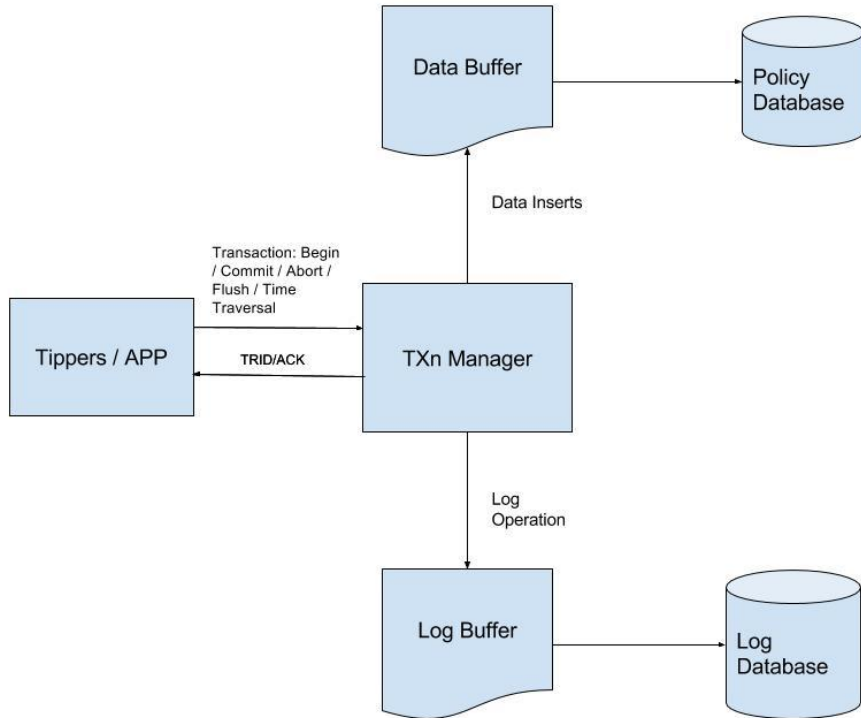 Data Buffer
Policy
Database
Data Inserts
Transaction: Begin
/ Commit / Abort /
Flush / Time
Traversal
Tippers / APP
TRID/ACK
TXn Manager
Log
Operation
Log Buffer
Log
Database